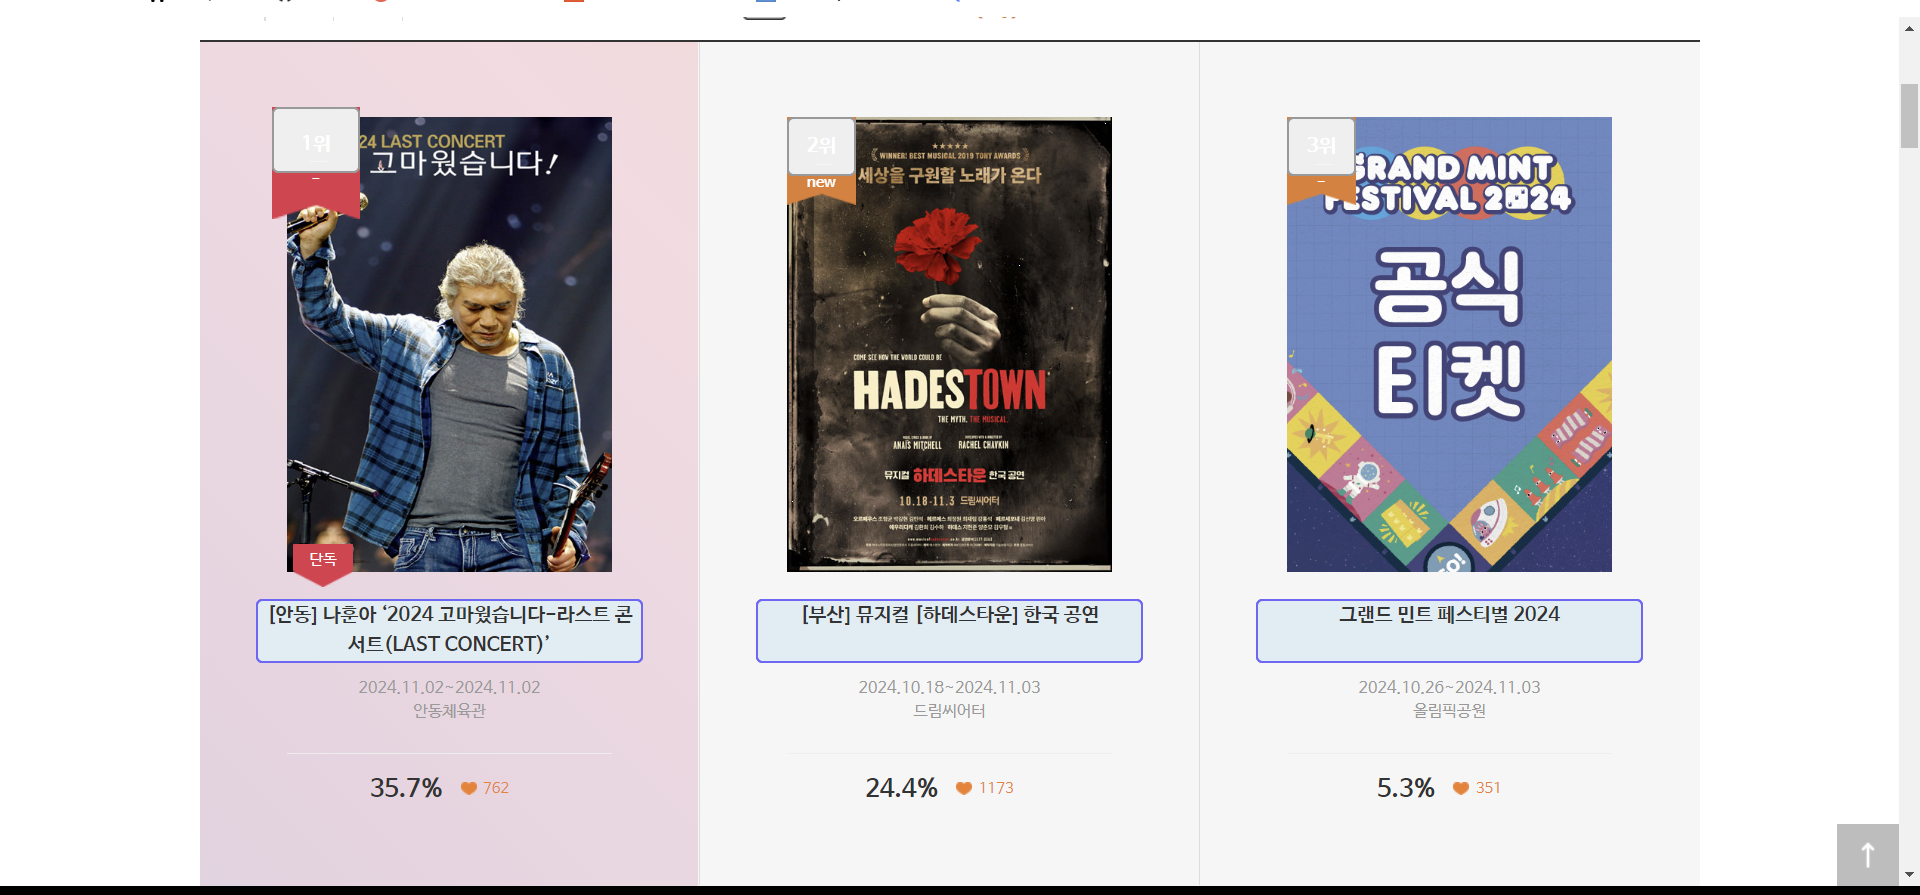 1위
-
24 LAST CONCERT
고마웠습니다!
단독
[안동] 나훈아 ‘2024 고마웠습니다-라스트 콘
서트(LAST CONCERT)’
2024.11.02~2024.11.02
안동체육관
35.7% 762
2위
new
WINNER! BEST MUSICAL 2019 TONY AWARDS
세상을 구원할 노래가 온다
COME SEE HOW THE WORLD COULD BE
HADESTOWN
THE MYTH. THE MUSICAL.
ANAÏS MITCHELL RACHEL CHAVKIN
뮤지컬 하데스타운 한국 공연
10.18-11.3 드림씨어터
[부산] 뮤지컬 [하데스타운] 한국 공연
2024.10.18~2024.11.03
드림씨어터
24.4% 1173
3위
-
GRAND MINT
FESTIVAL 2024
공식
티켓
GO!
그랜드 민트 페스티벌 2024
2024.10.26~2024.11.03
올림픽공원
5.3% 351